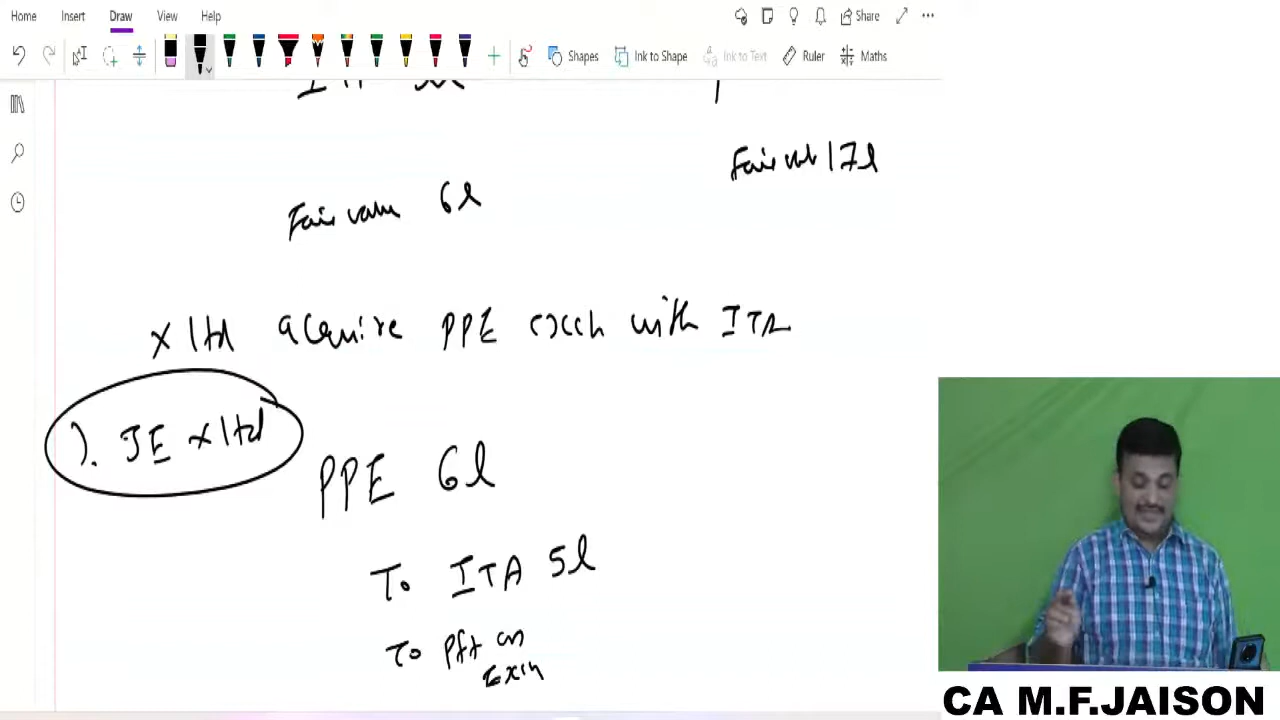 Home Insert Draw View Help Share
Shapes Ink to Shape Ink to Text Ruler Maths
Fair 17l
Fair value 6l
X ltd acquire PPE exch with ITA
). JE X ltd
PPE 6l
To ITA 5l
To Pft on
Exch
CA M.F.JAISON